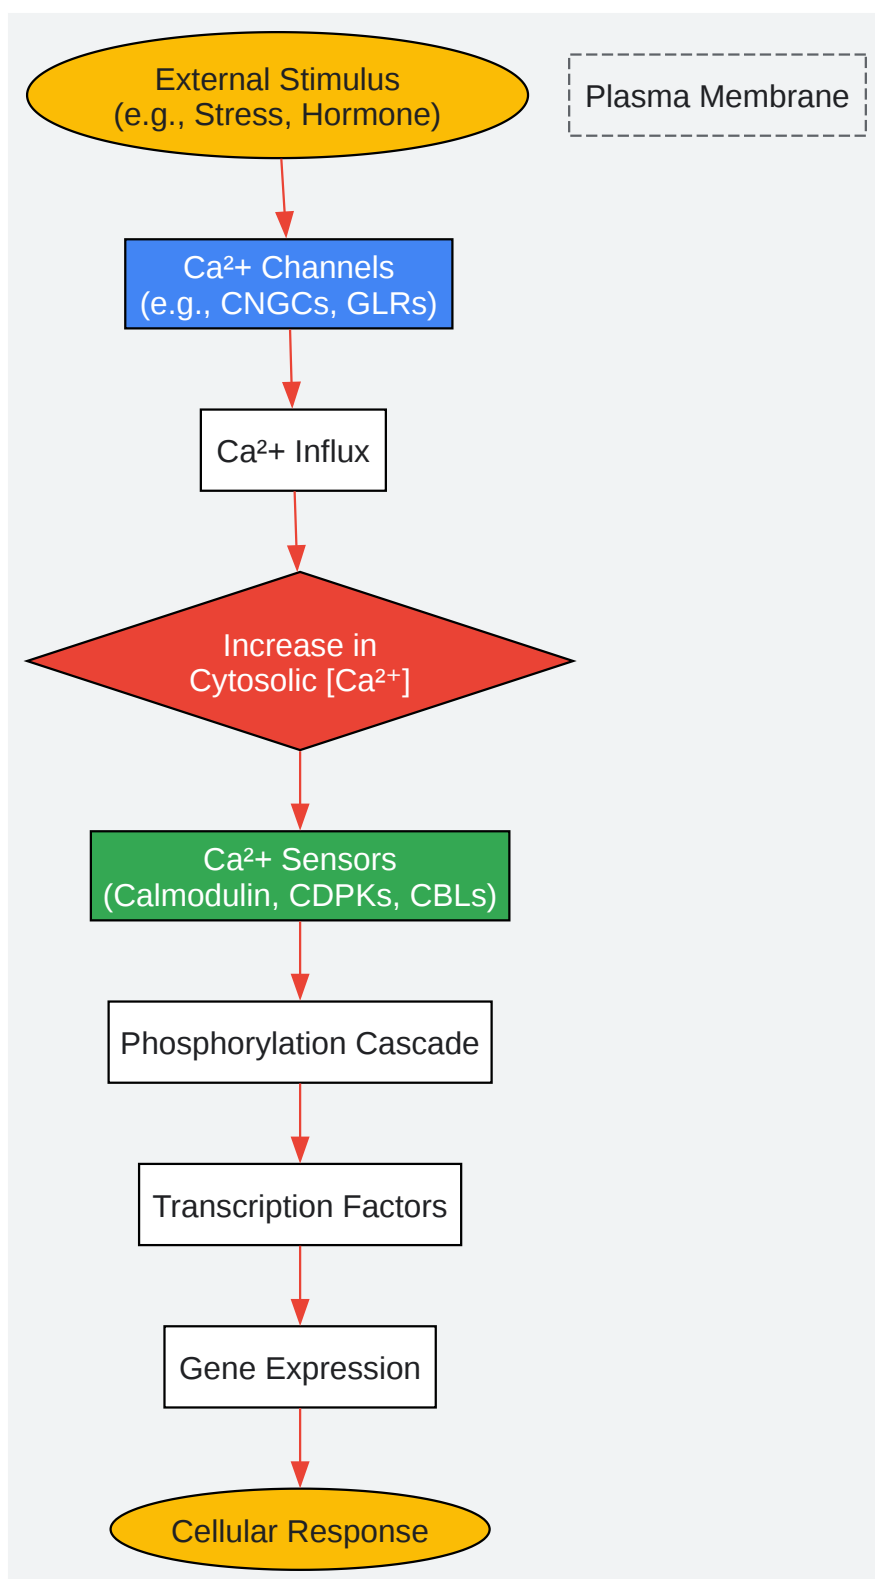 External Stimulus
(e.g., Stress, Hormone)
Plasma Membrane
Ca²+ Channels
(e.g., CNGCs, GLRs)
Ca²+ Influx
Increase in
Cytosolic [Ca²⁺]
Ca²+ Sensors
(Calmodulin, CDPKs, CBLs)
Phosphorylation Cascade
Transcription Factors
Gene Expression
Cellular Response